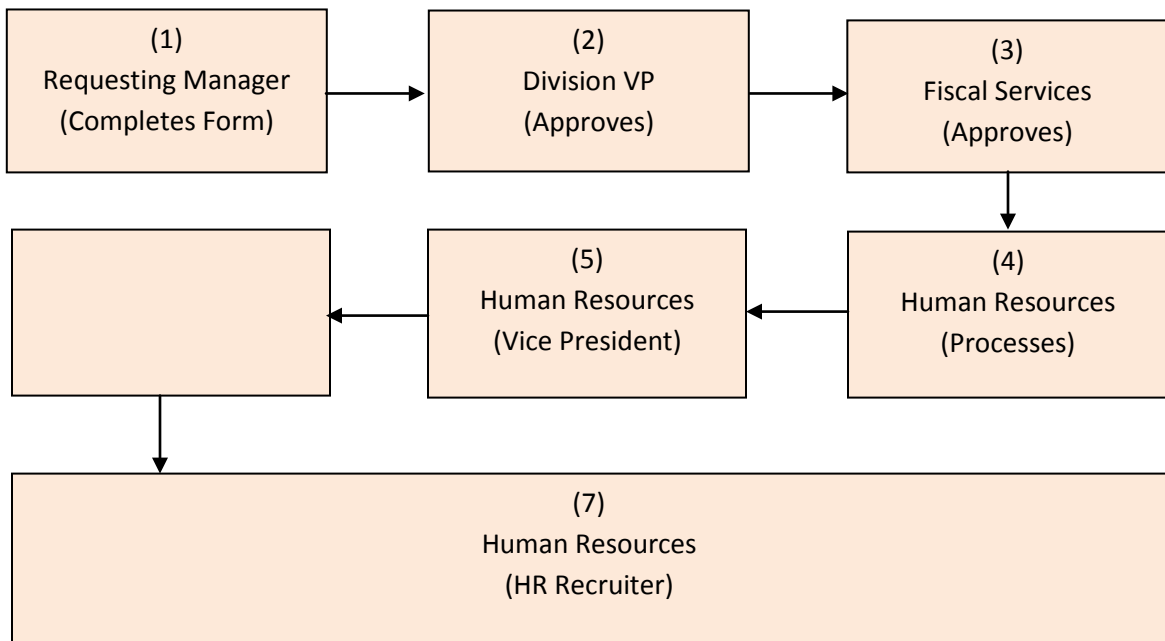 (1)
Requesting Manager
(Completes Form)
(2)
Division VP
(Approves)
(3)
Fiscal Services
(Approves)
(4)
Human Resources
(Processes)
(5)
Human Resources
(Vice President)
(7)
Human Resources
(HR Recruiter)